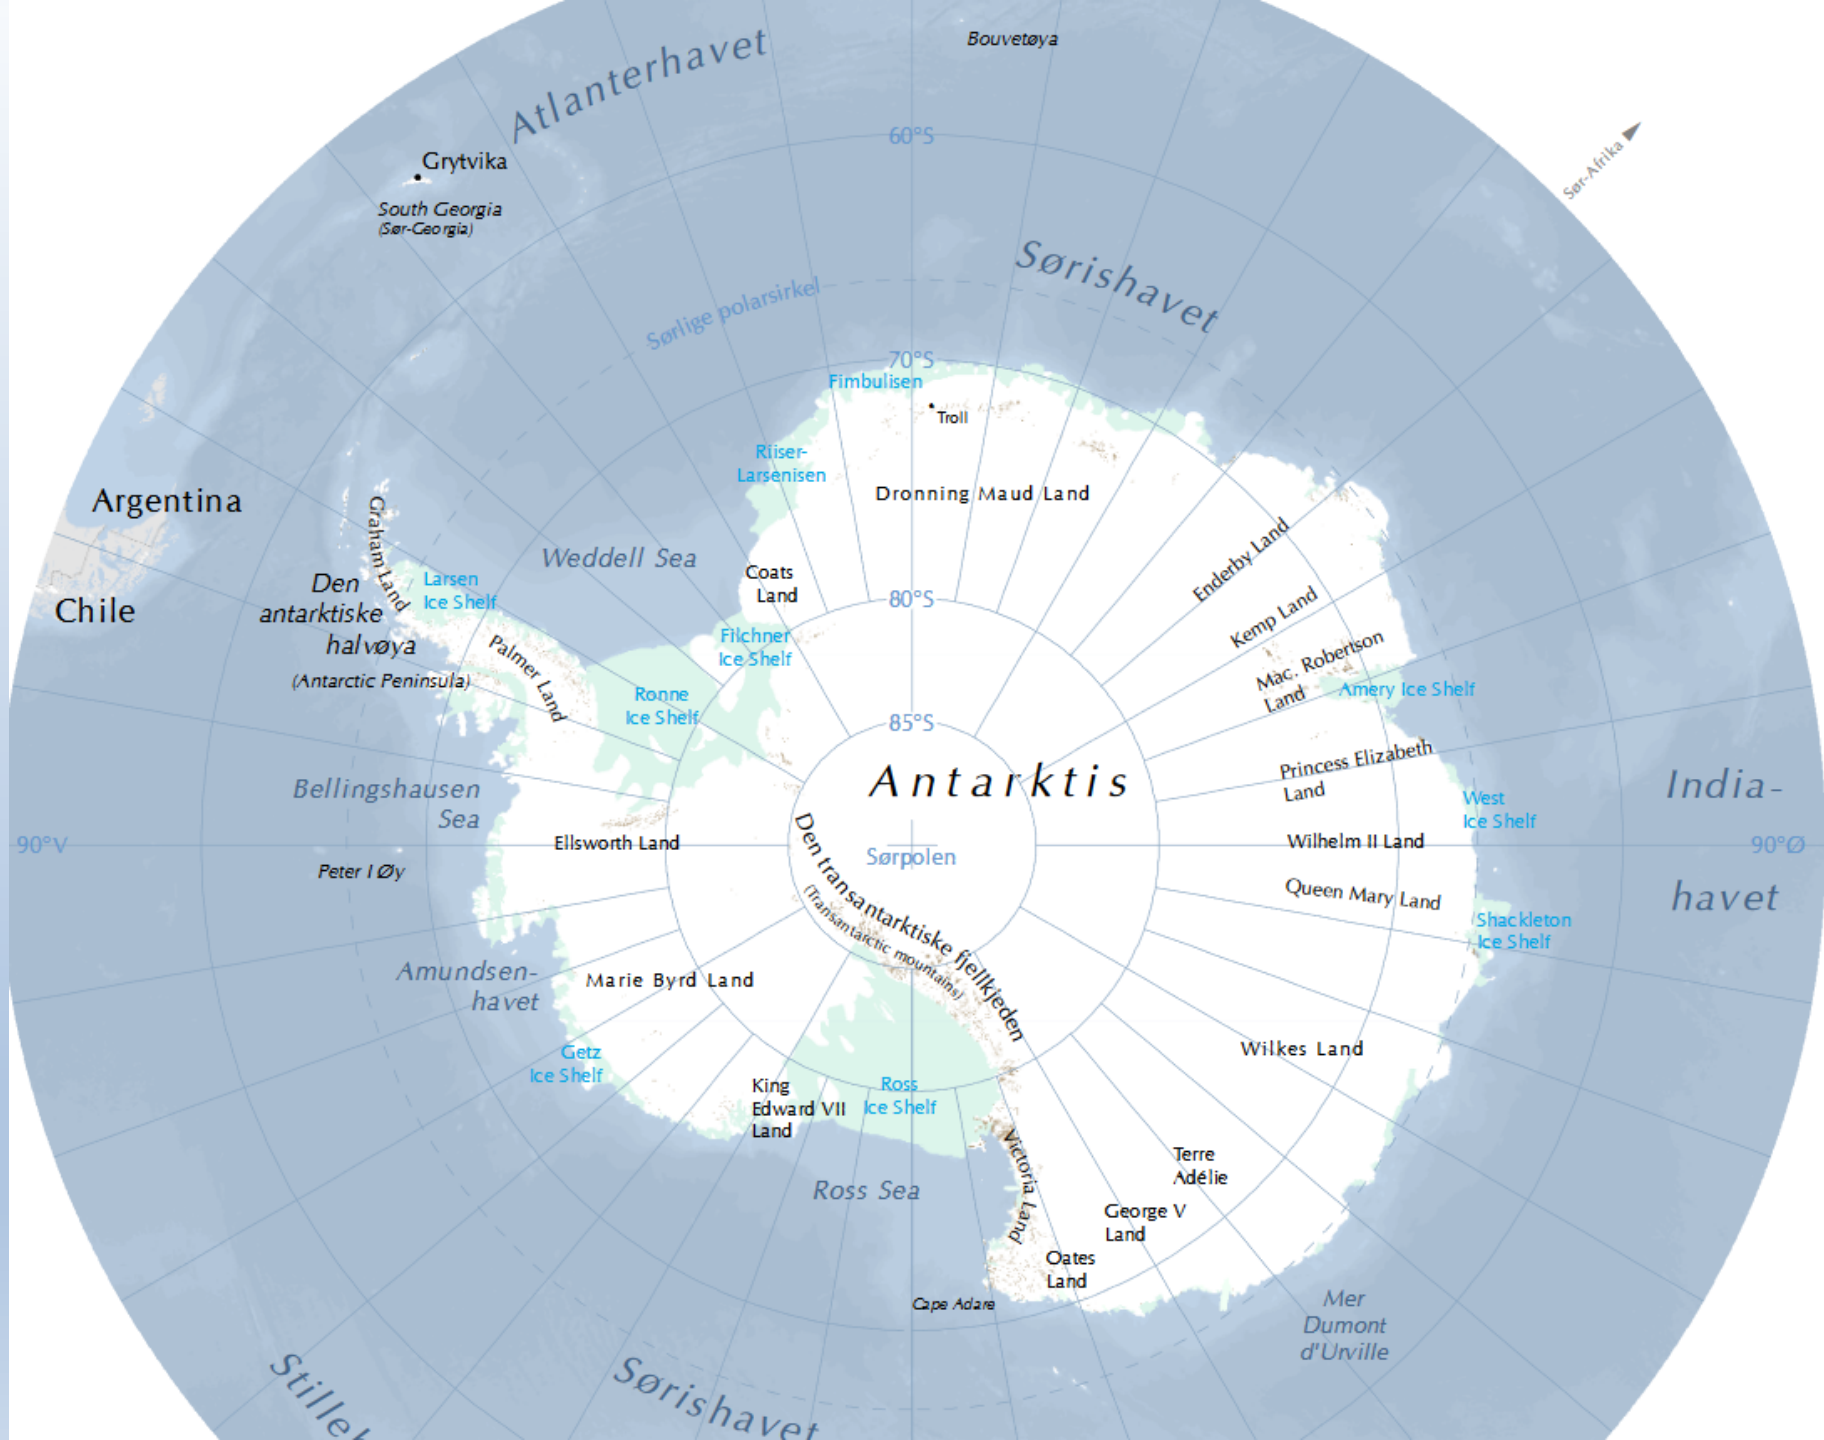 Bouvetøya
Atlanterhavet
60°S
Sør-Afrika
Grytvika
South Georgia
(Sør-Georgia)
Sørishavet
Sørlige polarsirkel
70°S
Fimbulisen
Troll
Riiser-
Larsenisen
Dronning Maud Land
Argentina
Graham Land
Enderby Land
Weddell Sea
Coats
Land
Den
antarktiske
halvøya
(Antarctic Peninsula)
Larsen
Ice Shelf
Chile
80°S
Kemp Land
Filchner
Ice Shelf
Mac. Robertson
Land
Palmer Land
Amery Ice Shelf
Ronne
Ice Shelf
85°S
Antarktis
Princess Elizabeth
Land
Bellingshausen
Sea
India-
havet
West
Ice Shelf
90°V
Ellsworth Land
Den transantarktiske fjellkjeden
(Transantarctic mountains)
Sørpolen
Wilhelm II Land
90°Ø
Peter I Øy
Queen Mary Land
Shackleton
Ice Shelf
Amundsen-
havet
Marie Byrd Land
Wilkes Land
Getz
Ice Shelf
King
Edward VII
Land
Ross
Ice Shelf
Victoria Land
Terre
Adélie
Ross Sea
George V
Land
Oates
Land
Cape Adare
Mer
Dumont
d'Urville
Sørishavet